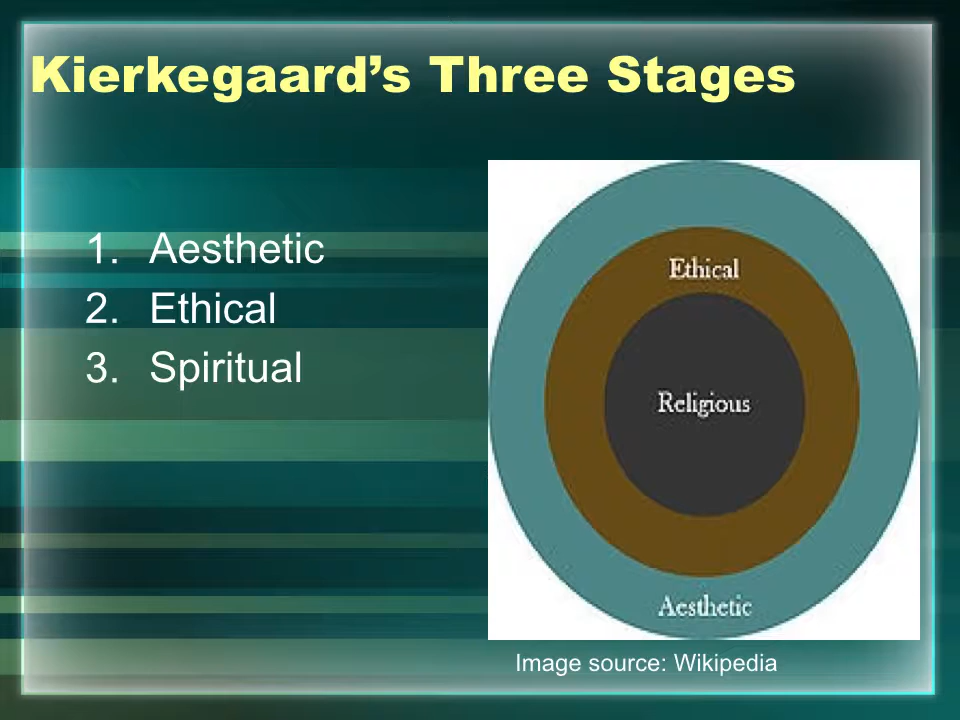 Kierkegaard’s Three Stages
1. Aesthetic
2. Ethical
3. Spiritual
Ethical
Religious
Aesthetic
Image source: Wikipedia